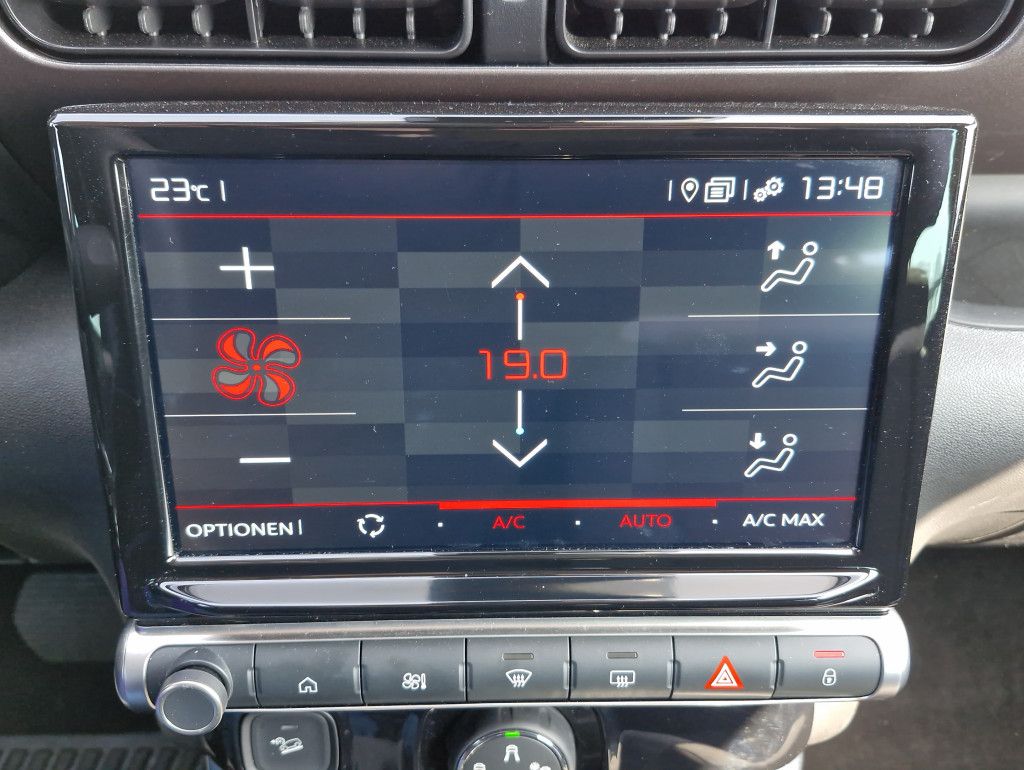 23°C 13:48
19.0
OPTIONEN A/C AUTO A/C MAX